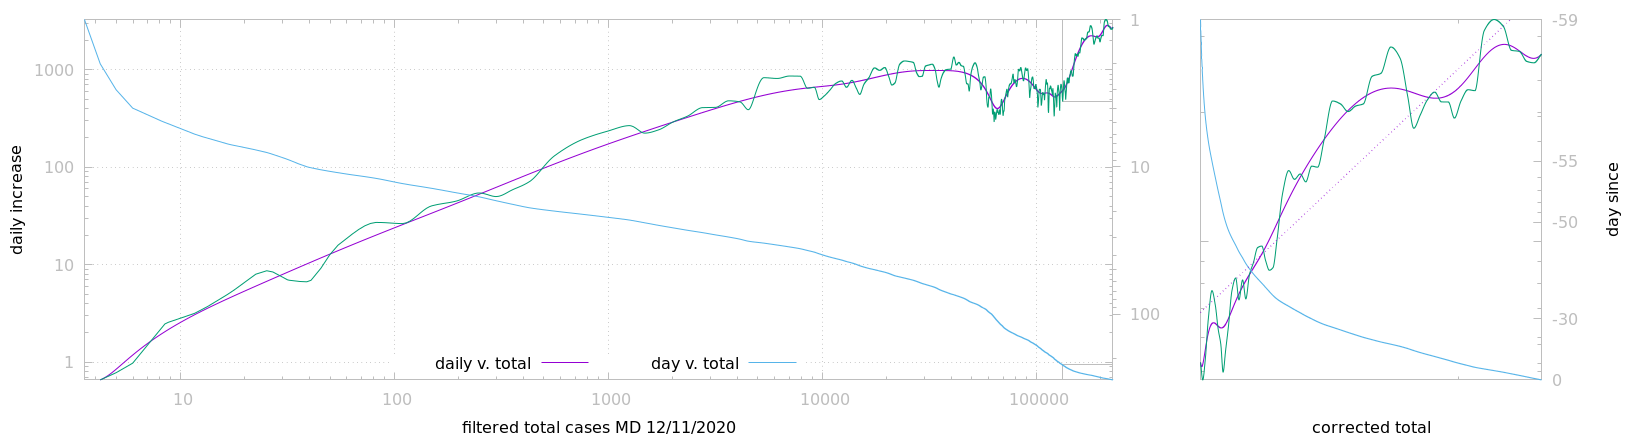 daily increase
1000
100
10
1
daily v. total
day v. total
10
100
1000
10000
100000
filtered total cases MD 12/11/2020
1
10
100
-59
-55
-50
-30
0
day since
corrected total